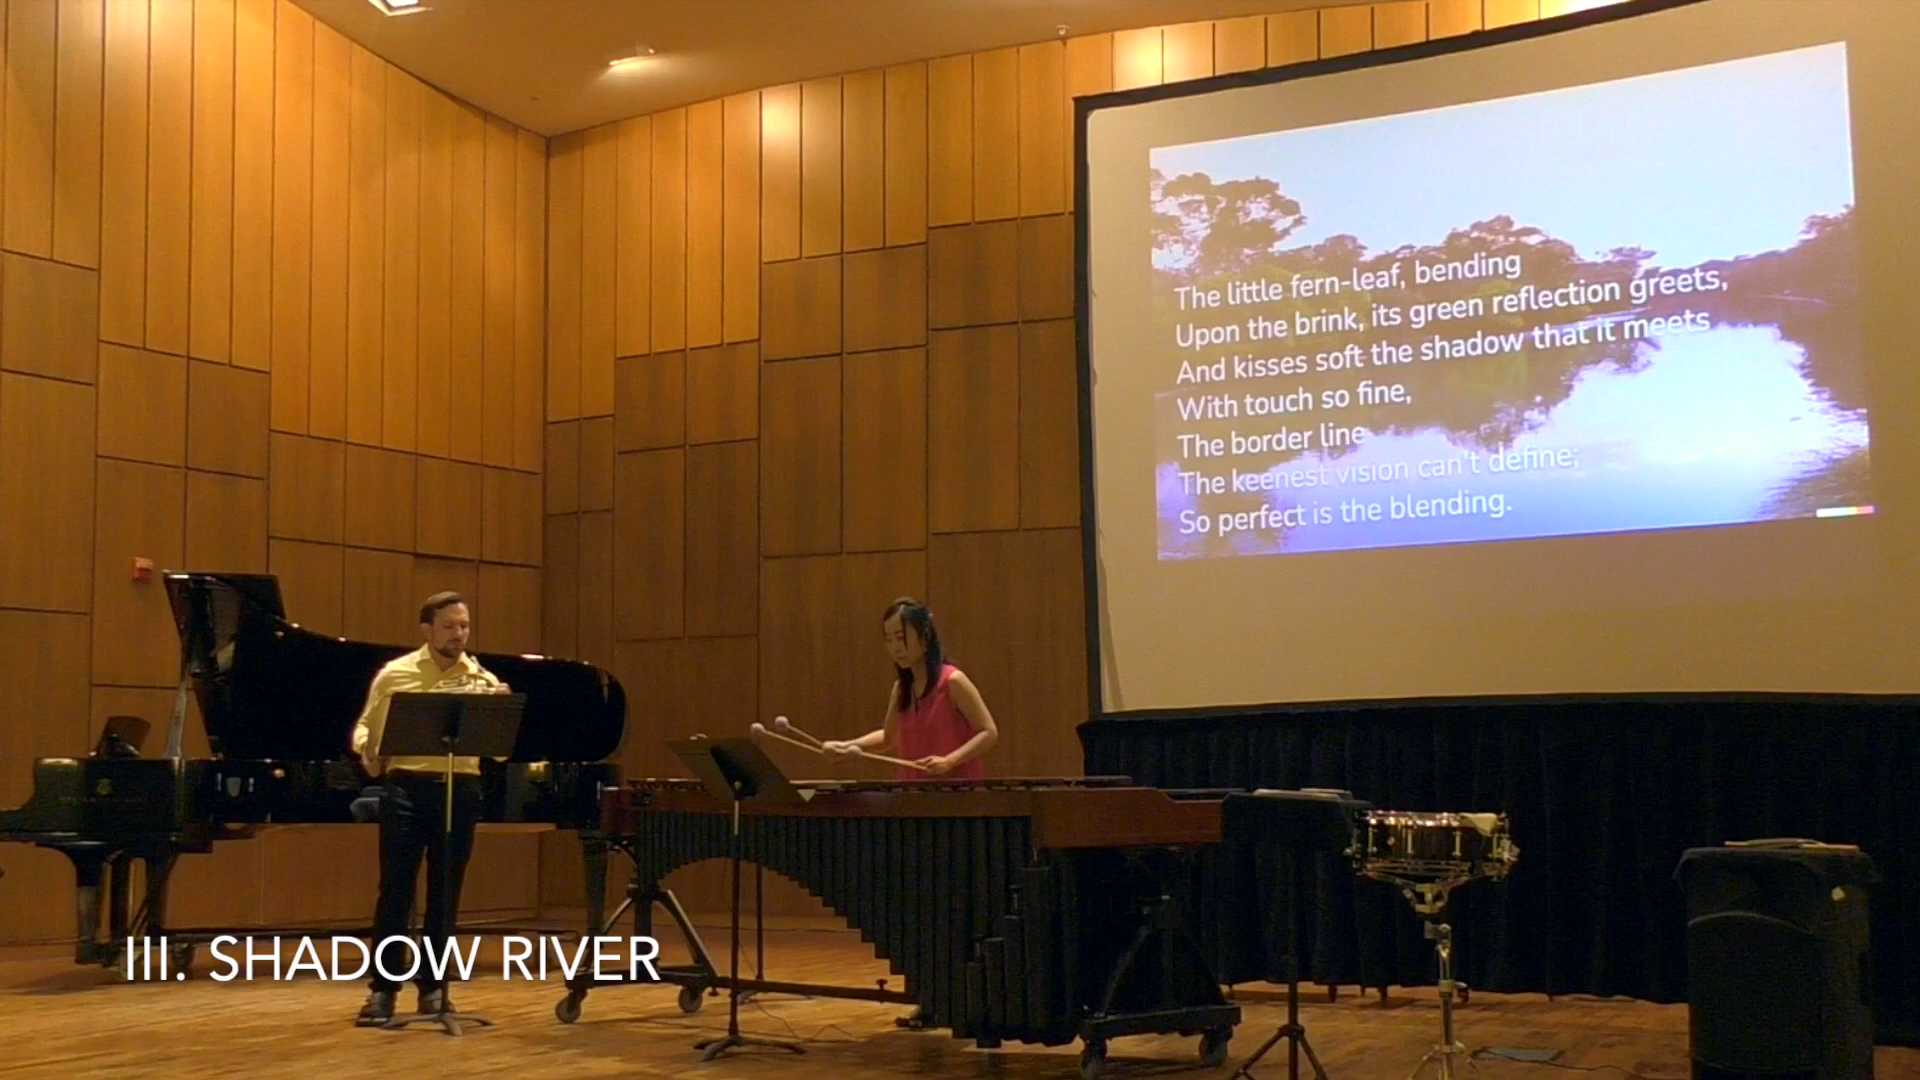 The little fern-leaf, bending
Upon the brink, its green reflection greets,
And kisses soft the shadow that it meets
With touch so fine,
The border line
The keenest vision can't define;
So perfect is the blending.
III. SHADOW RIVER